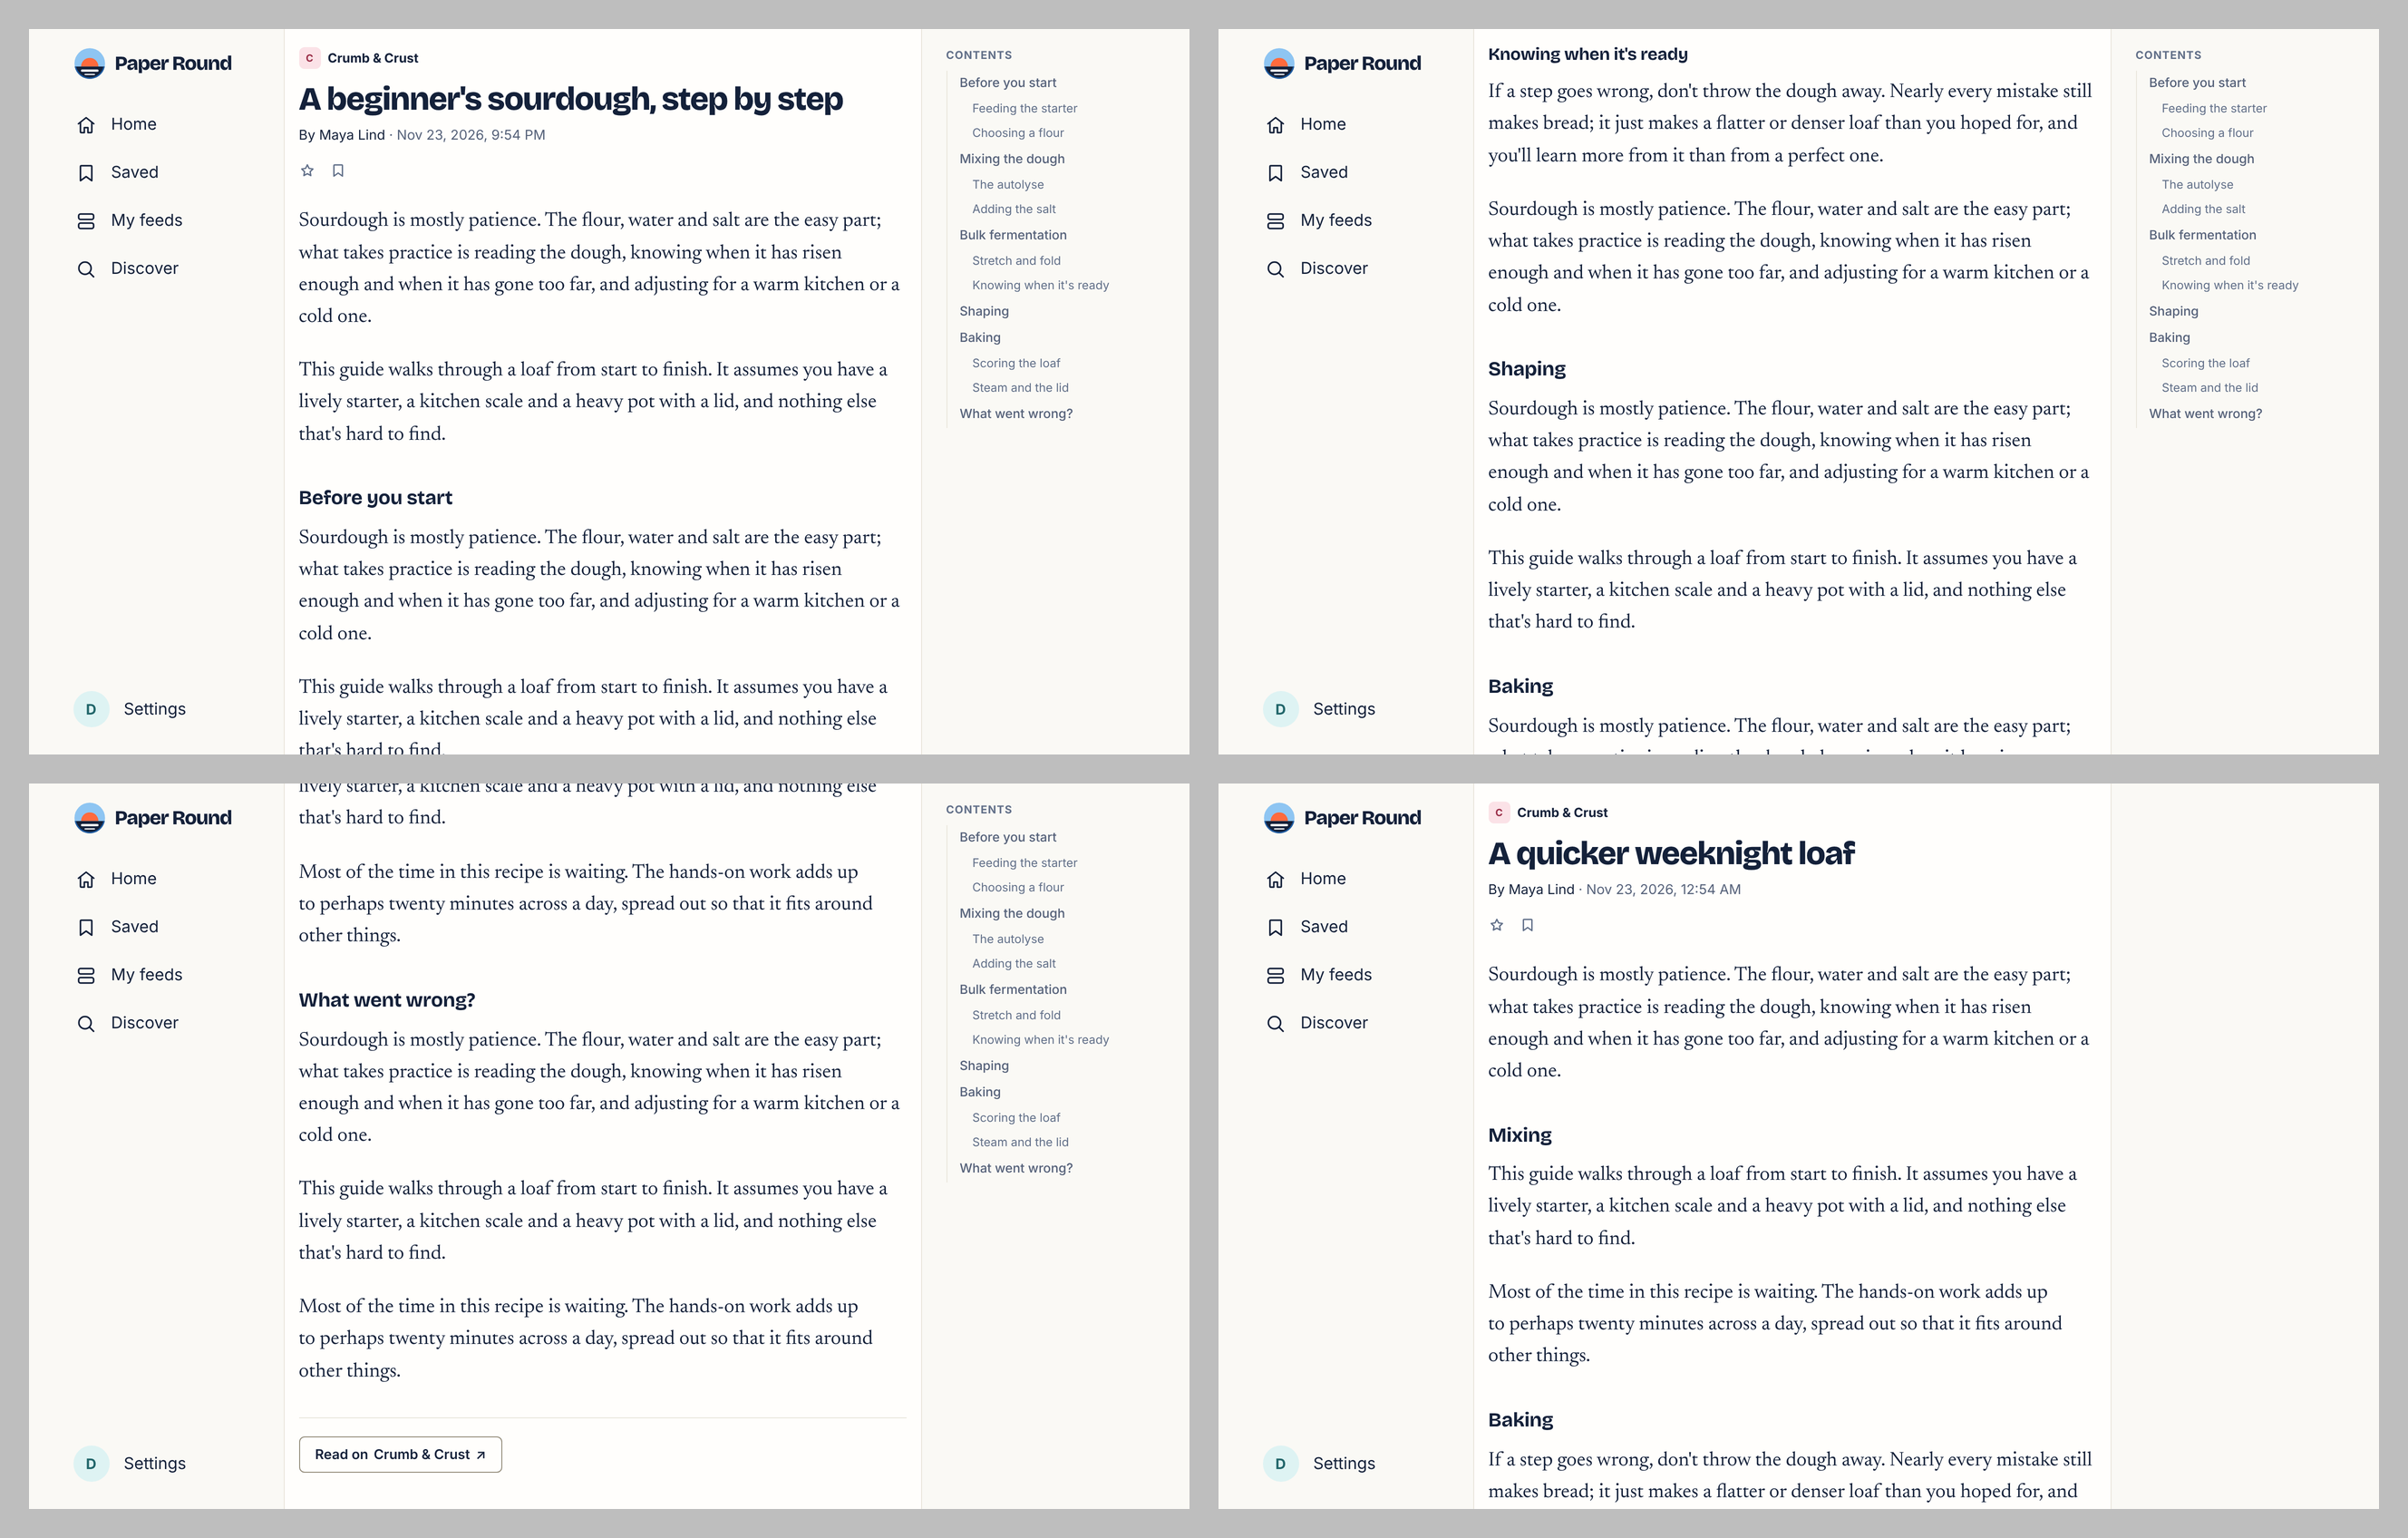 Paper Round
Home
Saved
My feeds
Discover
D Settings
C Crumb & Crust
A beginner's sourdough, step by step
By Maya Lind · Nov 23, 2026, 9:54 PM
Sourdough is mostly patience. The flour, water and salt are the easy part;
what takes practice is reading the dough, knowing when it has risen
enough and when it has gone too far, and adjusting for a warm kitchen or a
cold one.
This guide walks through a loaf from start to finish. It assumes you have a
lively starter, a kitchen scale and a heavy pot with a lid, and nothing else
that's hard to find.
Before you start
Sourdough is mostly patience. The flour, water and salt are the easy part;
what takes practice is reading the dough, knowing when it has risen
enough and when it has gone too far, and adjusting for a warm kitchen or a
cold one.
This guide walks through a loaf from start to finish. It assumes you have a
lively starter, a kitchen scale and a heavy pot with a lid, and nothing else
that's hard to find.
CONTENTS
Before you start
Feeding the starter
Choosing a flour
Mixing the dough
The autolyse
Adding the salt
Bulk fermentation
Stretch and fold
Knowing when it's ready
Shaping
Baking
Scoring the loaf
Steam and the lid
What went wrong?
Paper Round
Home
Saved
My feeds
Discover
D Settings
Knowing when it's ready
If a step goes wrong, don't throw the dough away. Nearly every mistake still
makes bread; it just makes a flatter or denser loaf than you hoped for, and
you'll learn more from it than from a perfect one.
Sourdough is mostly patience. The flour, water and salt are the easy part;
what takes practice is reading the dough, knowing when it has risen
enough and when it has gone too far, and adjusting for a warm kitchen or a
cold one.
Shaping
Sourdough is mostly patience. The flour, water and salt are the easy part;
what takes practice is reading the dough, knowing when it has risen
enough and when it has gone too far, and adjusting for a warm kitchen or a
cold one.
This guide walks through a loaf from start to finish. It assumes you have a
lively starter, a kitchen scale and a heavy pot with a lid, and nothing else
that's hard to find.
Baking
Sourdough is mostly patience. The flour, water and salt are the easy part;
CONTENTS
Before you start
Feeding the starter
Choosing a flour
Mixing the dough
The autolyse
Adding the salt
Bulk fermentation
Stretch and fold
Knowing when it's ready
Shaping
Baking
Scoring the loaf
Steam and the lid
What went wrong?
Paper Round
Home
Saved
My feeds
Discover
D Settings
lively starter, a kitchen scale and a heavy pot with a lid, and nothing else
that's hard to find.
Most of the time in this recipe is waiting. The hands-on work adds up
to perhaps twenty minutes across a day, spread out so that it fits around
other things.
What went wrong?
Sourdough is mostly patience. The flour, water and salt are the easy part;
what takes practice is reading the dough, knowing when it has risen
enough and when it has gone too far, and adjusting for a warm kitchen or a
cold one.
This guide walks through a loaf from start to finish. It assumes you have a
lively starter, a kitchen scale and a heavy pot with a lid, and nothing else
that's hard to find.
Most of the time in this recipe is waiting. The hands-on work adds up
to perhaps twenty minutes across a day, spread out so that it fits around
other things.
Read on Crumb & Crust ↗
CONTENTS
Before you start
Feeding the starter
Choosing a flour
Mixing the dough
The autolyse
Adding the salt
Bulk fermentation
Stretch and fold
Knowing when it's ready
Shaping
Baking
Scoring the loaf
Steam and the lid
What went wrong?
Paper Round
Home
Saved
My feeds
Discover
D Settings
C Crumb & Crust
A quicker weeknight loaf
By Maya Lind · Nov 23, 2026, 12:54 AM
Sourdough is mostly patience. The flour, water and salt are the easy part;
what takes practice is reading the dough, knowing when it has risen
enough and when it has gone too far, and adjusting for a warm kitchen or a
cold one.
Mixing
This guide walks through a loaf from start to finish. It assumes you have a
lively starter, a kitchen scale and a heavy pot with a lid, and nothing else
that's hard to find.
Most of the time in this recipe is waiting. The hands-on work adds up
to perhaps twenty minutes across a day, spread out so that it fits around
other things.
Baking
If a step goes wrong, don't throw the dough away. Nearly every mistake still
makes bread; it just makes a flatter or denser loaf than you hoped for, and